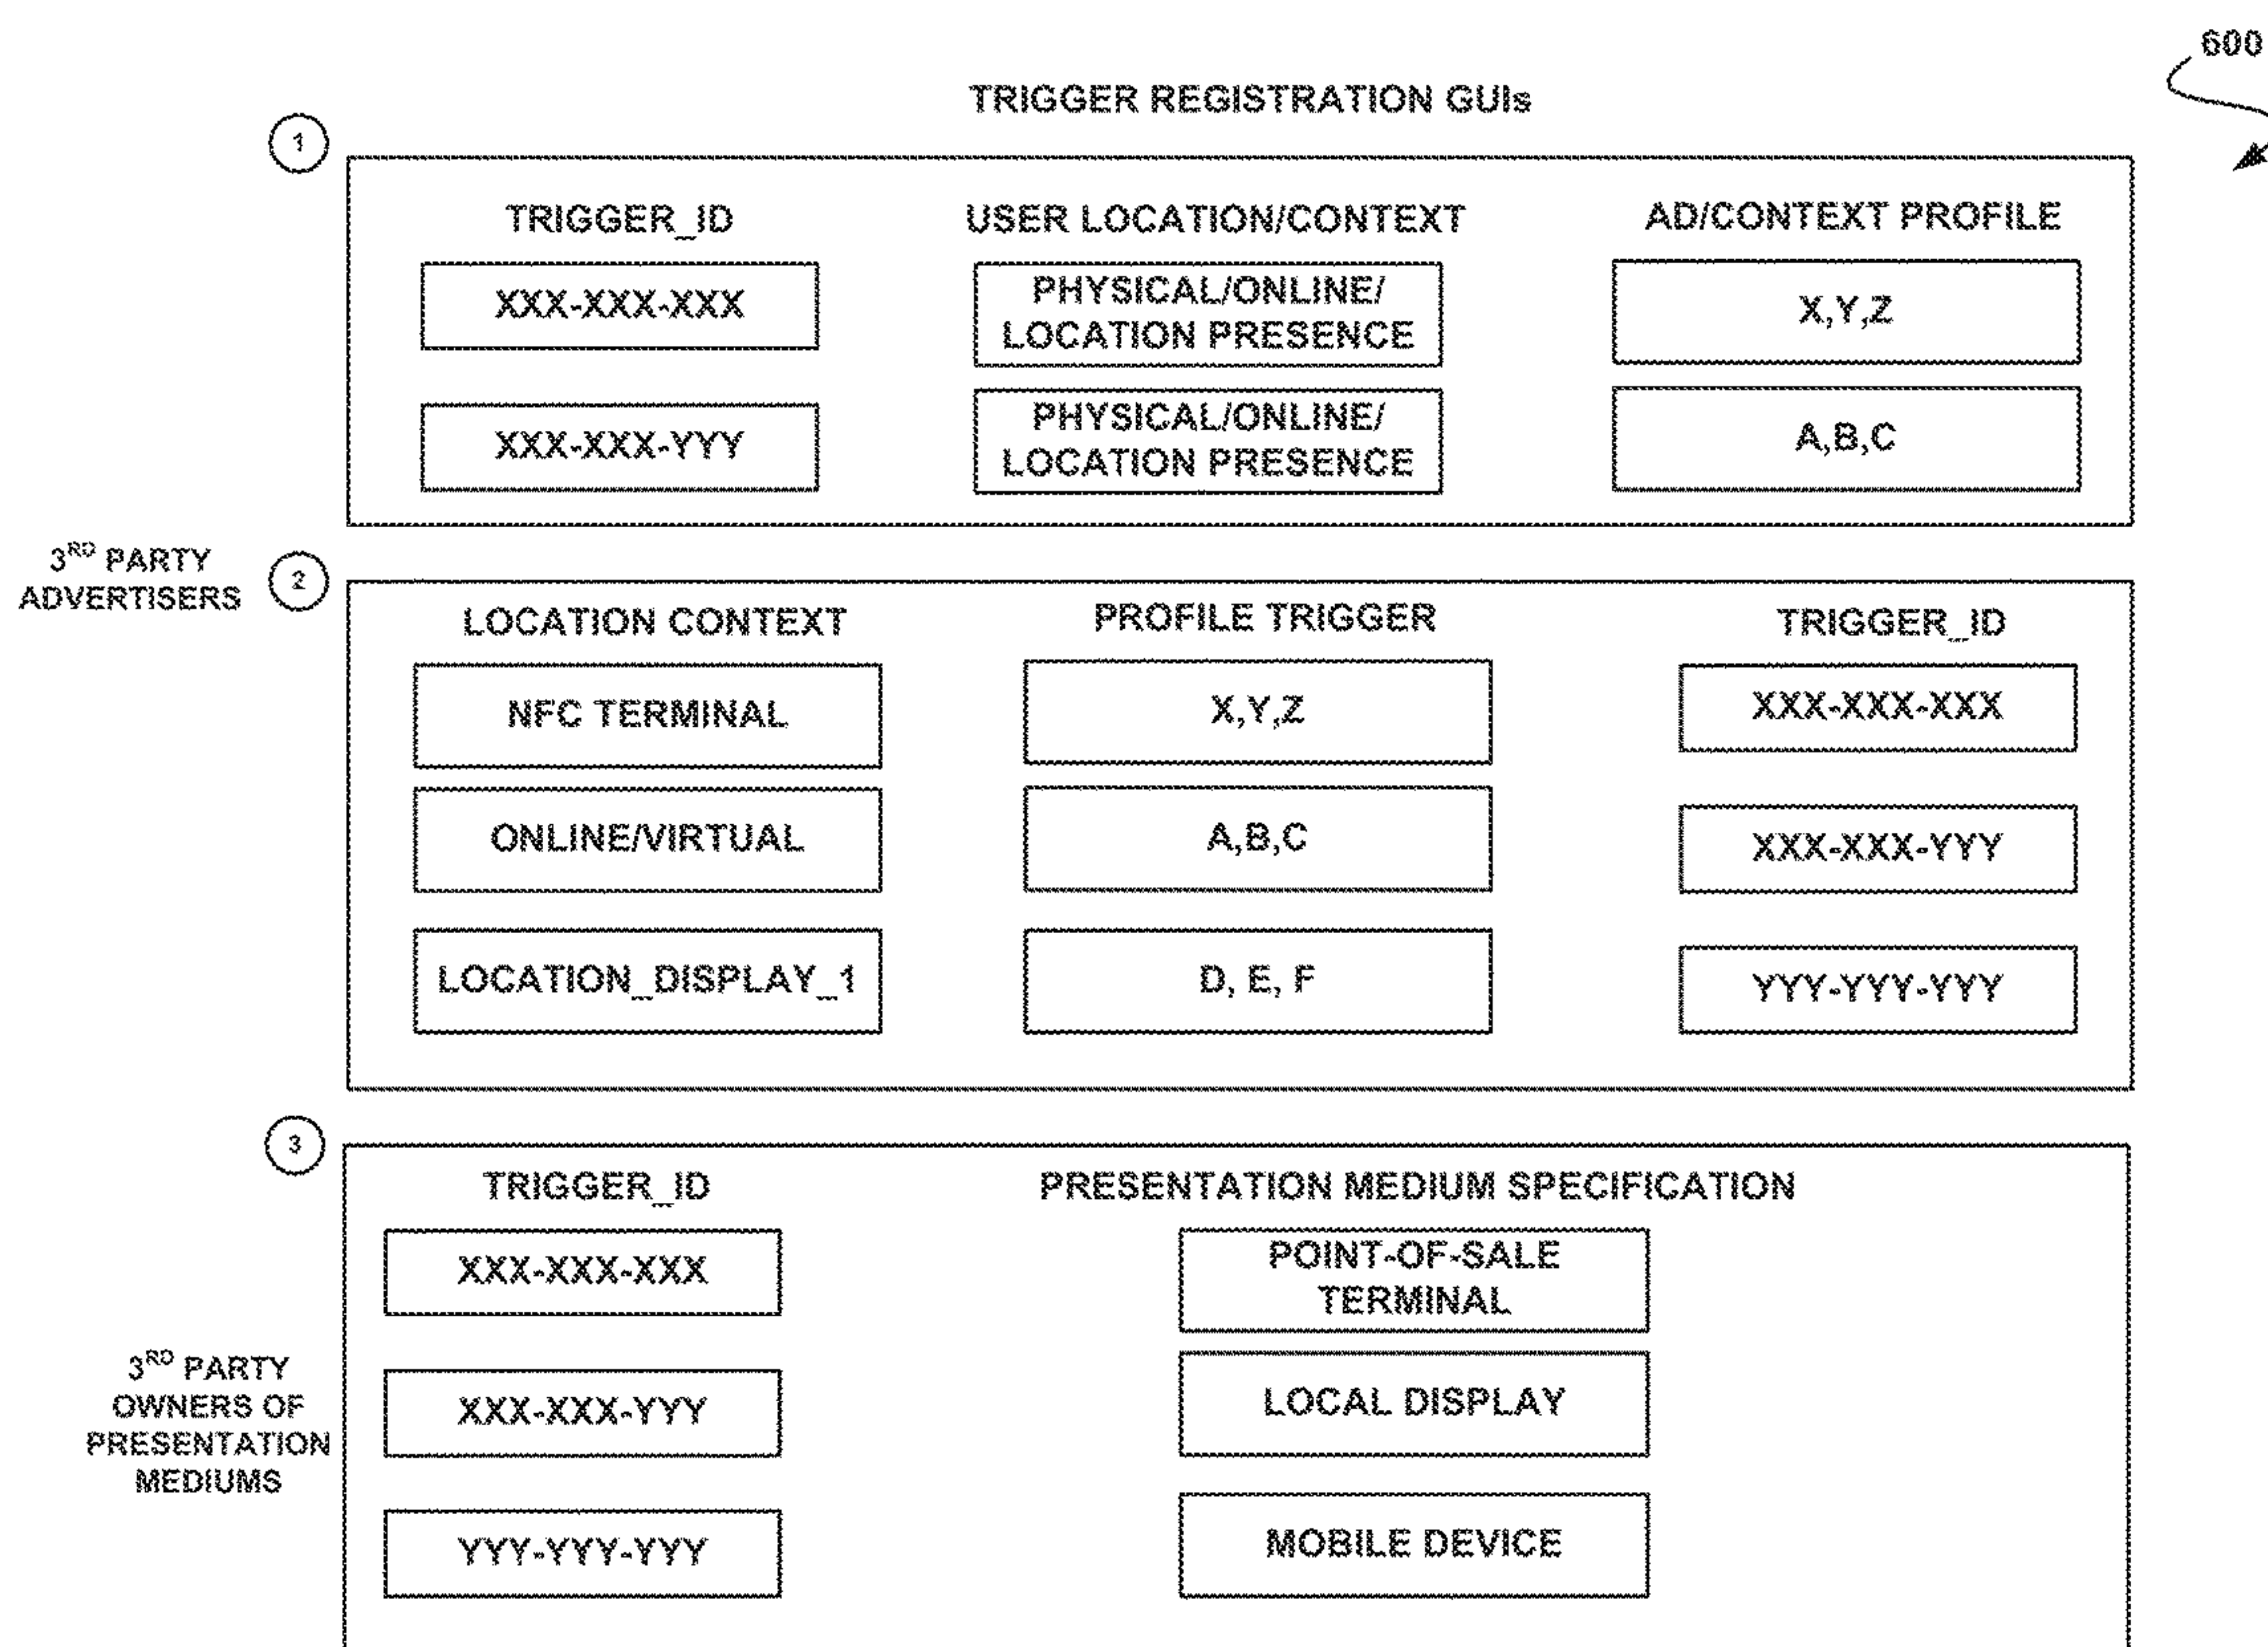 600
TRIGGER REGISTRATION GUIs
1
TRIGGER_ID
USER LOCATION/CONTEXT
AD/CONTEXT PROFILE
XXX-XXX-XXX
PHYSICAL/ONLINE/
LOCATION PRESENCE
X,Y,Z
XXX-XXX-YYY
PHYSICAL/ONLINE/
LOCATION PRESENCE
A,B,C
3RD PARTY
ADVERTISERS
2
LOCATION CONTEXT
PROFILE TRIGGER
TRIGGER_ID
NFC TERMINAL
X,Y,Z
XXX-XXX-XXX
ONLINE/VIRTUAL
A,B,C
XXX-XXX-YYY
LOCATION_DISPLAY_1
D, E, F
YYY-YYY-YYY
3
TRIGGER_ID
PRESENTATION MEDIUM SPECIFICATION
XXX-XXX-XXX
POINT-OF-SALE
TERMINAL
3RD PARTY
OWNERS OF
PRESENTATION
MEDIUMS
XXX-XXX-YYY
LOCAL DISPLAY
YYY-YYY-YYY
MOBILE DEVICE